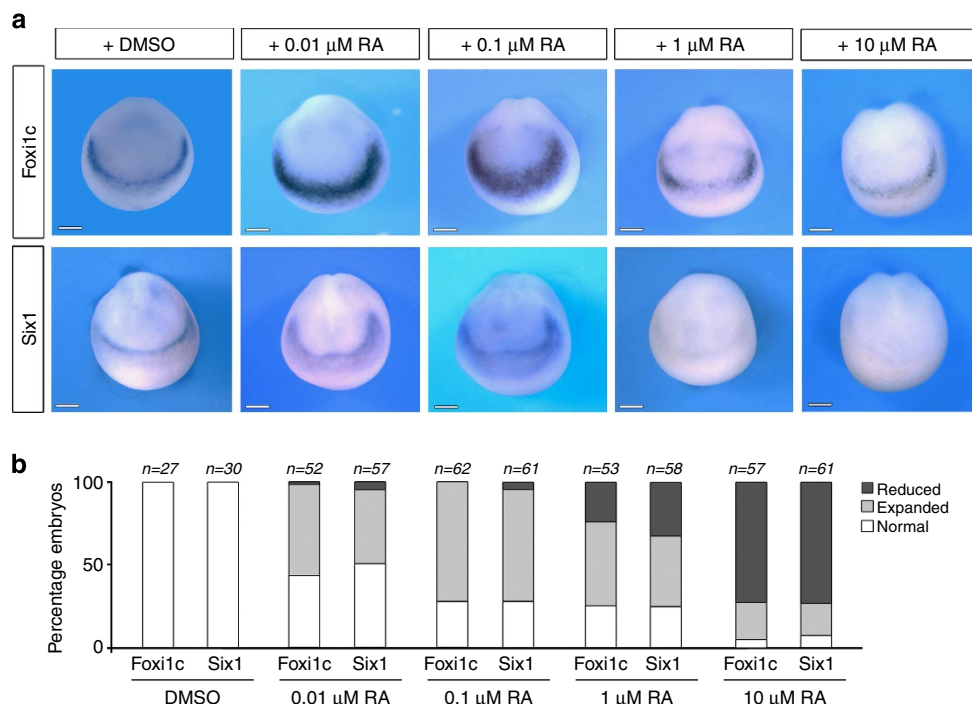 a
+ DMSO
+ 0.01 μM RA
+ 0.1 μM RA
+ 1 μM RA
+ 10 μM RA
Foxi1c
Six1
b
n=27 n=30 n=52 n=57 n=62 n=61 n=53 n=58 n=57 n=61
Percentage embryos
100
50
0
Reduced
Expanded
Normal
Foxi1c Six1 Foxi1c Six1 Foxi1c Six1 Foxi1c Six1 Foxi1c Six1
DMSO 0.01 μM RA 0.1 μM RA 1 μM RA 10 μM RA